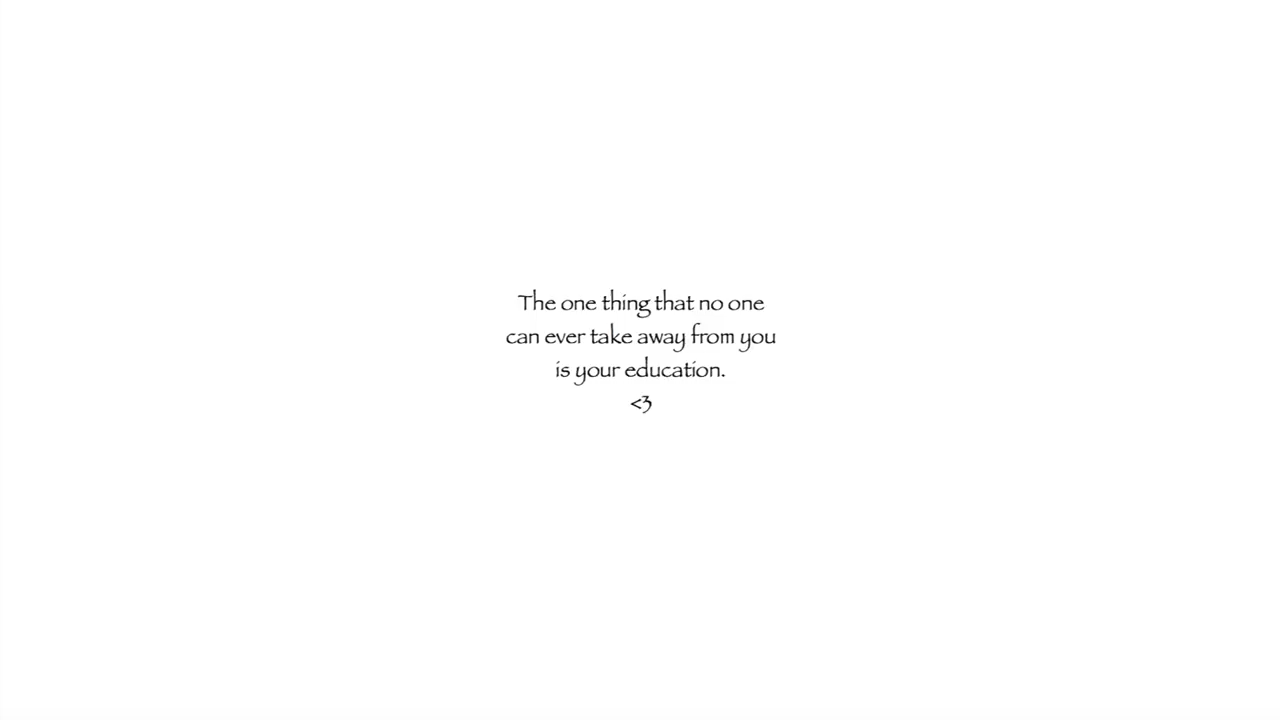 The one thing that no one
can ever take away from you
is your education.
<3